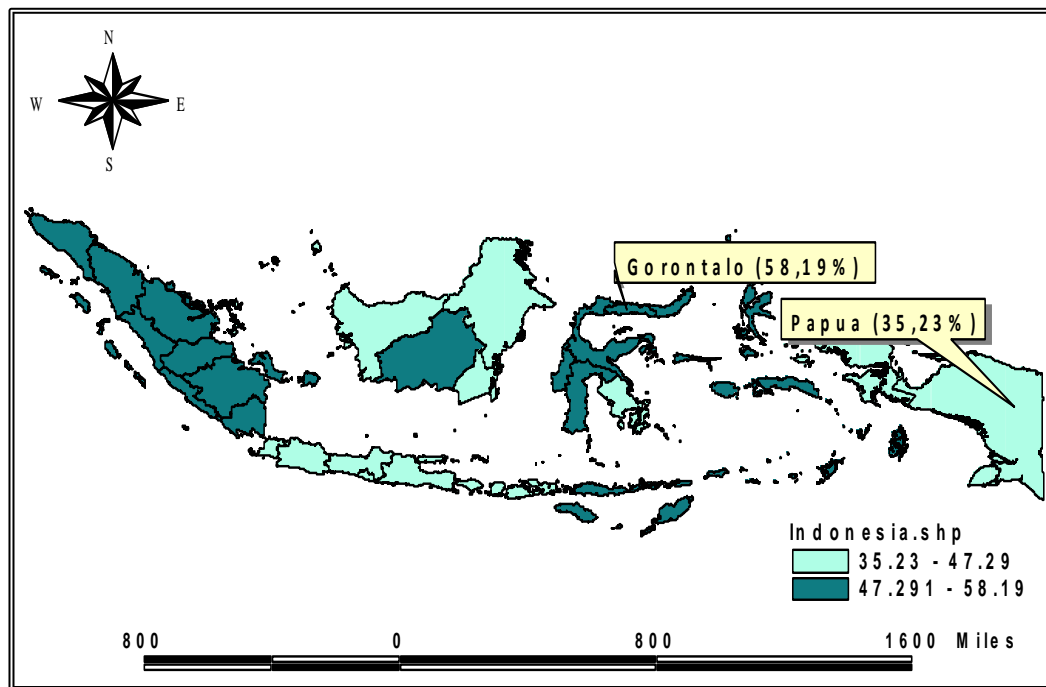 N
W E
S
Gorontalo (58,19%)
Papua (35,23%)
Indonesia.shp
35.23 - 47.29
47.291 - 58.19
800 0 800 1600 Miles